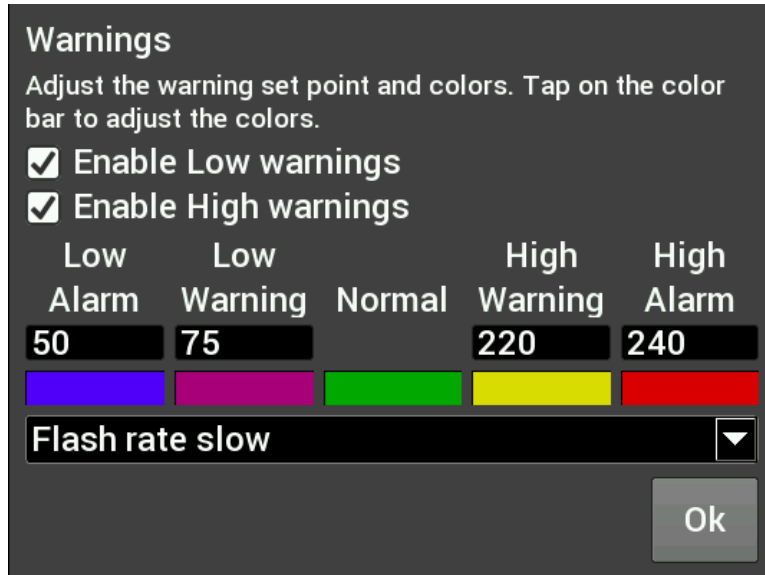 Warnings
Adjust the warning set point and colors. Tap on the color
bar to adjust the colors.
Enable Low warnings
Enable High warnings
Low Low High High
Alarm Warning Normal Warning Alarm
50 75 220 240
Flash rate slow
Ok